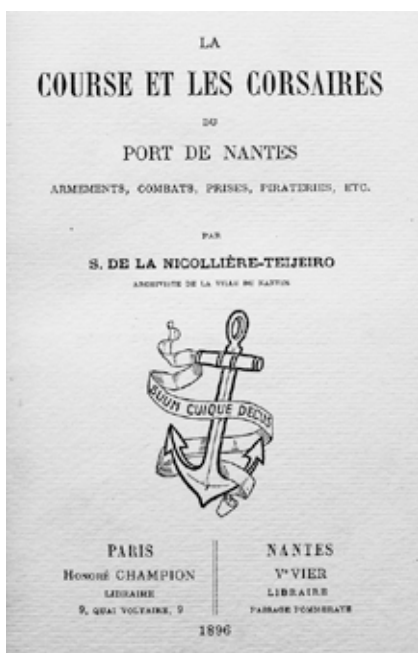 LA
COURSE ET LES CORSAIRES
DU
PORT DE NANTES
ARMEMENTS, COMBATS, PRISES, PIRATERIES, ETC.
PAR
S. DE LA NICOLLIÈRE-TEIJEIRO
ARCHIVISTE DE LA VILLE DE NANTES
SUUM CUIQUE DECUS
PARIS
HONORÉ CHAMPION
LIBRAIRE
9, QUAI VOLTAIRE, 9
NANTES
Vᵉ VIER
LIBRAIRE
PASSAGE POMMERAYE
1896